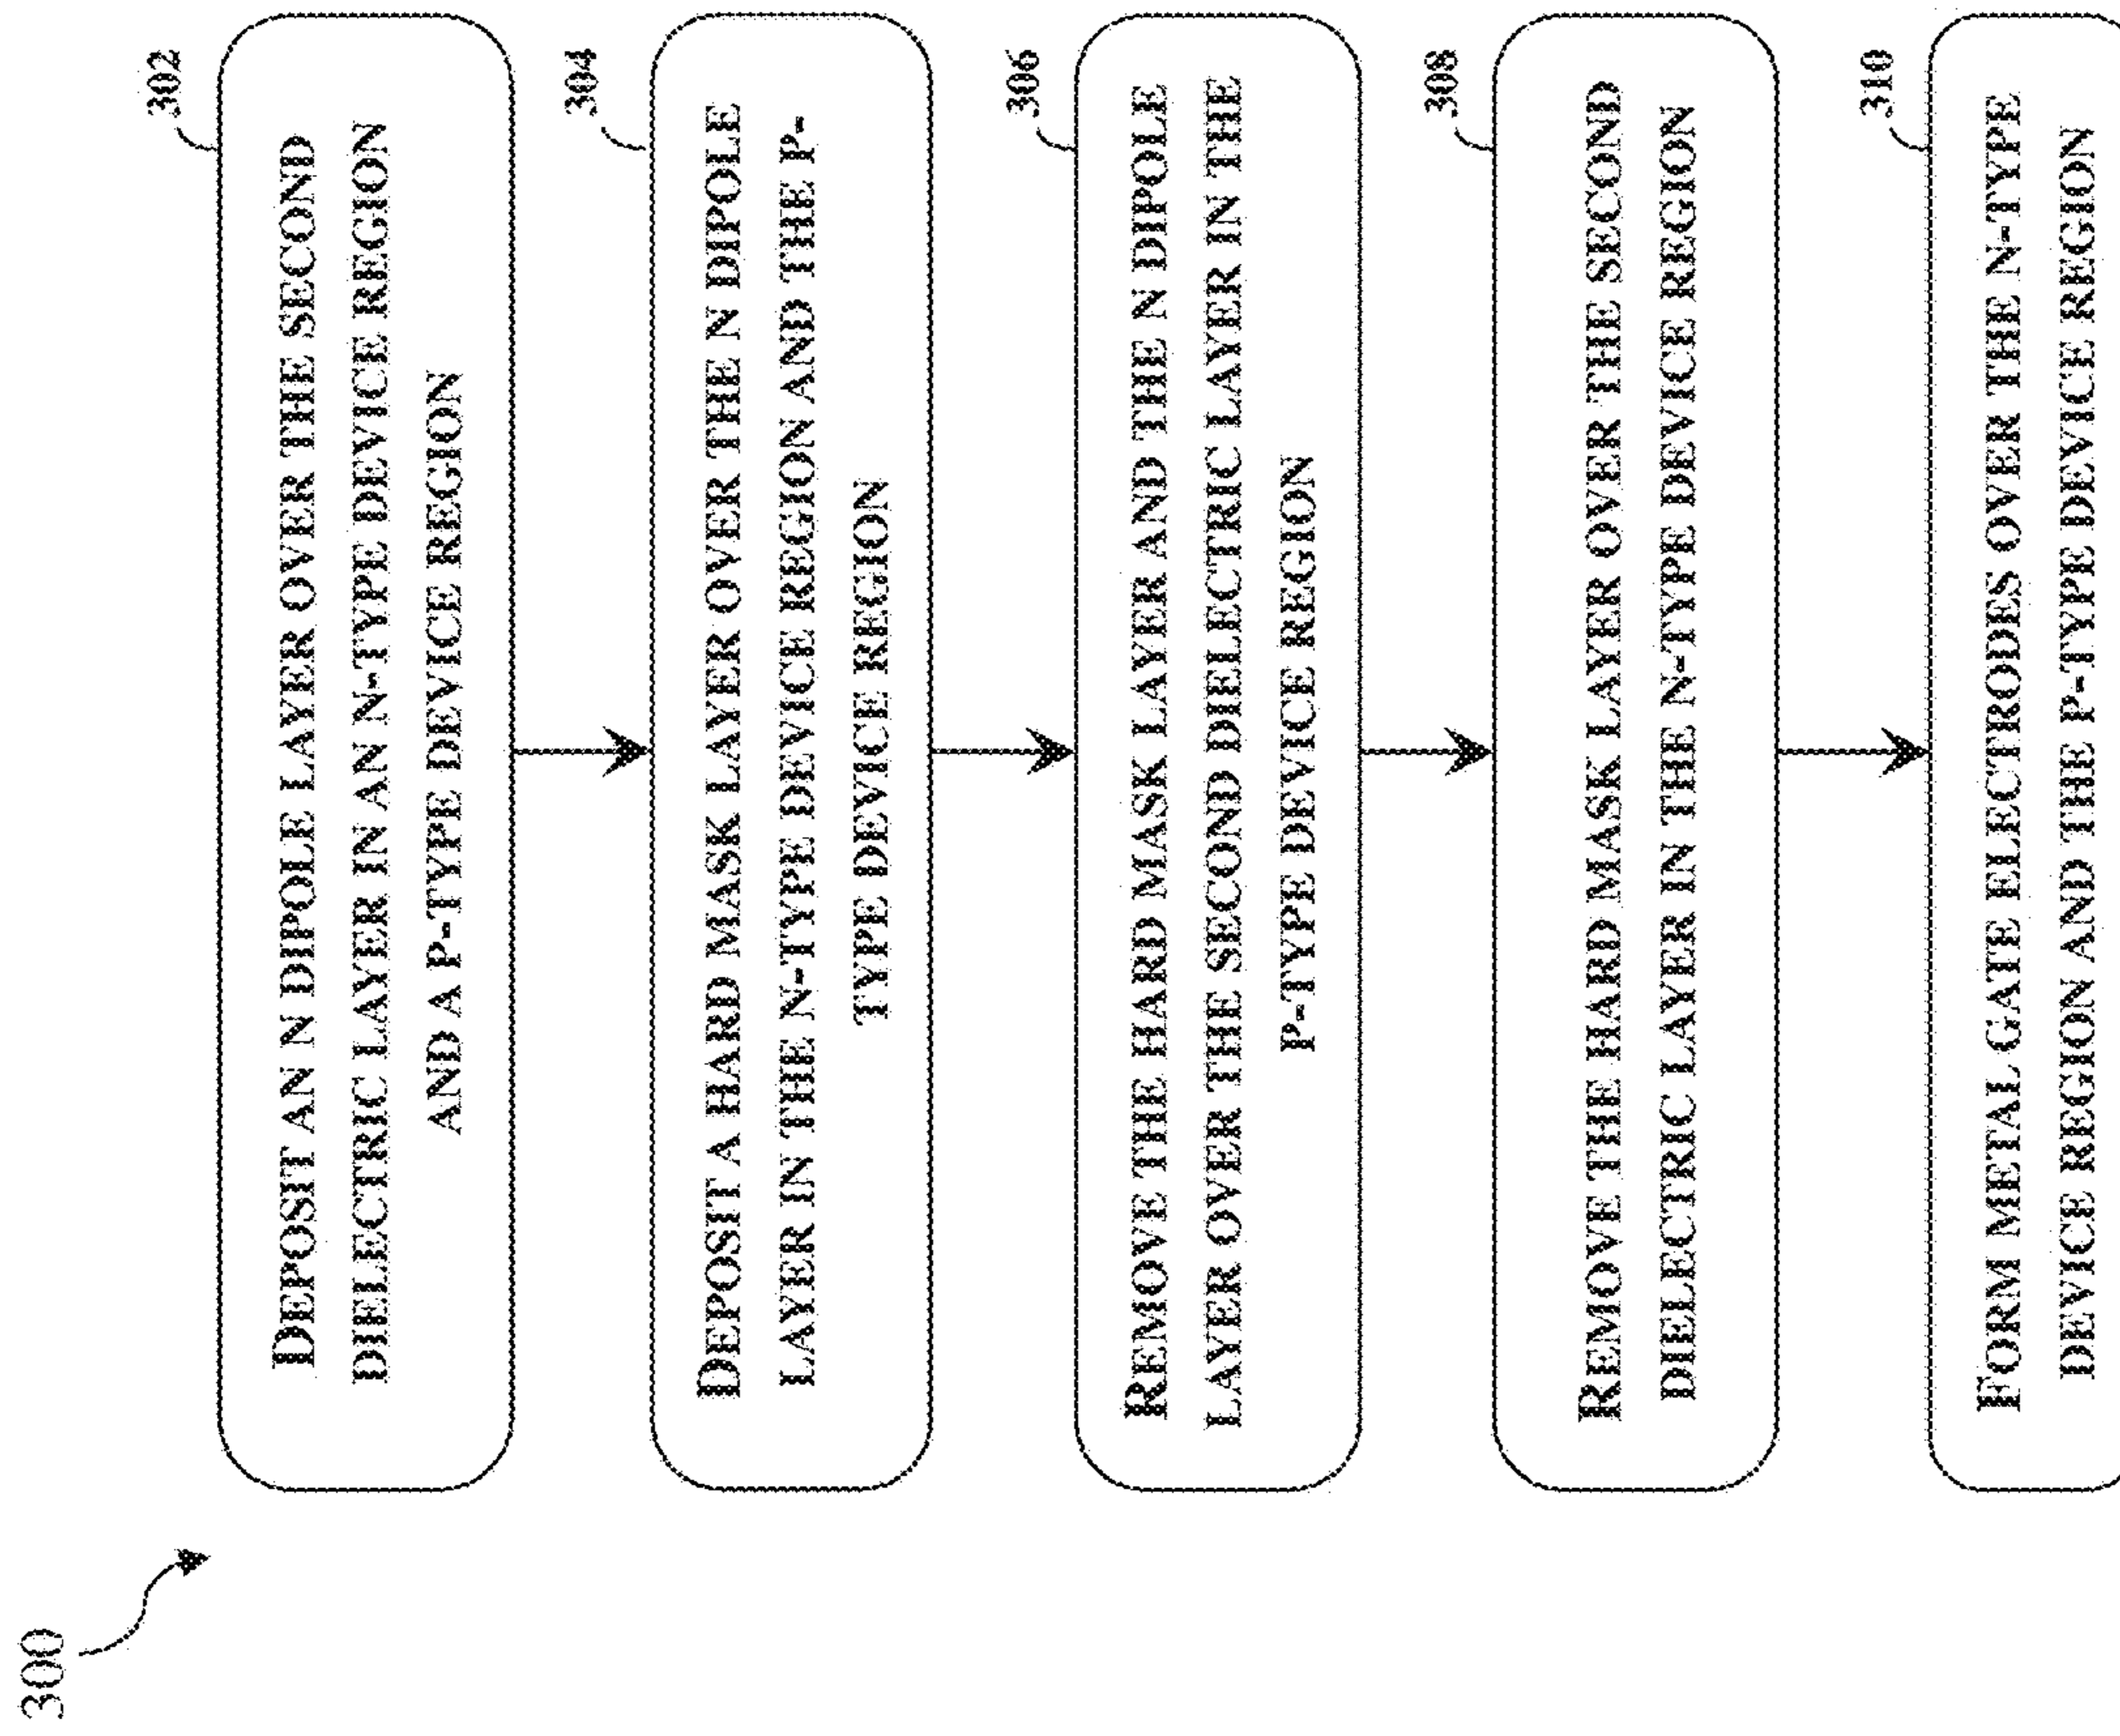 300
302
DEPOSIT AN N DIPOLE LAYER OVER THE SECOND
DIELECTRIC LAYER IN AN N-TYPE DEVICE REGION
AND A P-TYPE DEVICE REGION
304
DEPOSIT A HARD MASK LAYER OVER THE N DIPOLE
LAYER IN THE N-TYPE DEVICE REGION AND THE P-
TYPE DEVICE REGION
306
REMOVE THE HARD MASK LAYER AND THE N DIPOLE
LAYER OVER THE SECOND DIELECTRIC LAYER IN THE
P-TYPE DEVICE REGION
308
REMOVE THE HARD MASK LAYER OVER THE SECOND
DIELECTRIC LAYER IN THE N-TYPE DEVICE REGION
310
FORM METAL GATE ELECTRODES OVER THE N-TYPE
DEVICE REGION AND THE P-TYPE DEVICE REGION